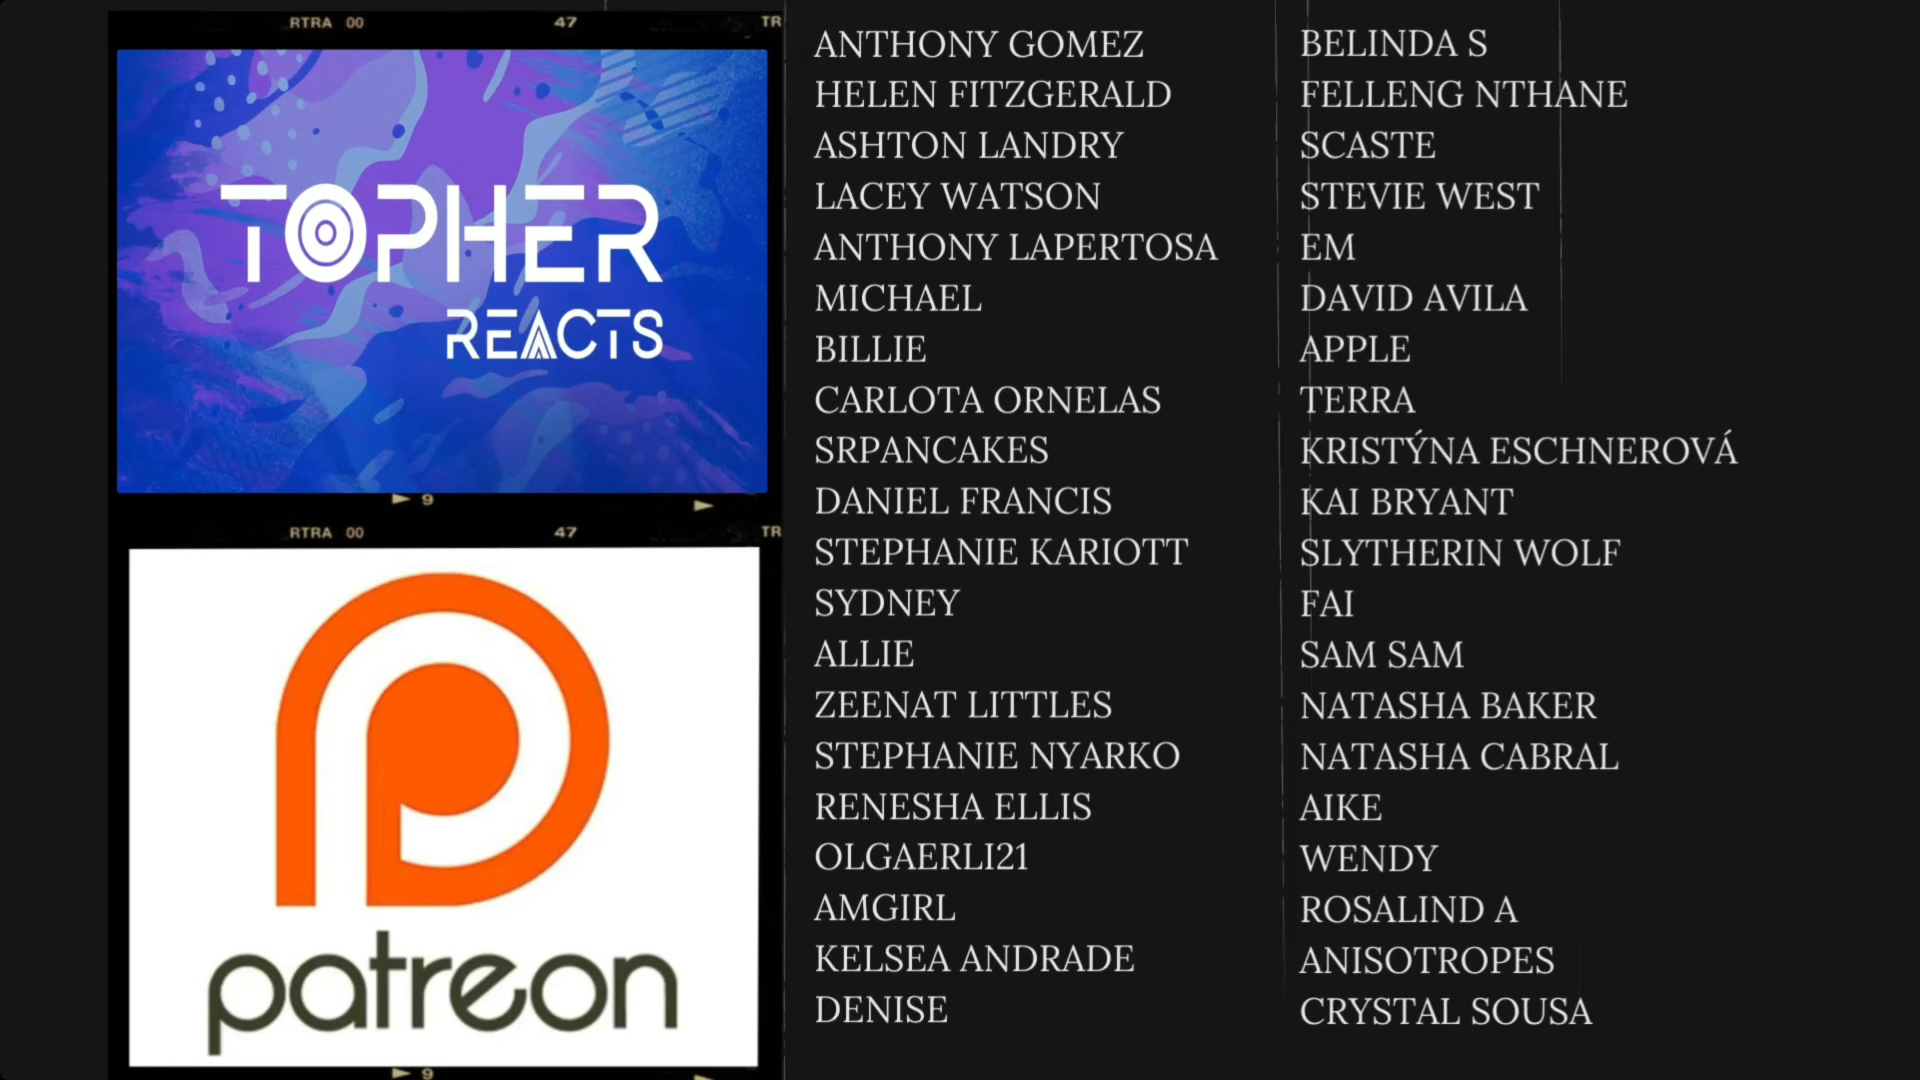 RTRA 00 47 TR
TOPHER
REACTS
9
RTRA 00 47 TR
patreon
9
ANTHONY GOMEZ
HELEN FITZGERALD
ASHTON LANDRY
LACEY WATSON
ANTHONY LAPERTOSA
MICHAEL
BILLIE
CARLOTA ORNELAS
SRPANCAKES
DANIEL FRANCIS
STEPHANIE KARIOTT
SYDNEY
ALLIE
ZEENAT LITTLES
STEPHANIE NYARKO
RENESHA ELLIS
OLGAERLI21
AMGIRL
KELSEA ANDRADE
DENISE
BELINDA S
FELLENG NTHANE
SCASTE
STEVIE WEST
EM
DAVID AVILA
APPLE
TERRA
KRISTÝNA ESCHNEROVÁ
KAI BRYANT
SLYTHERIN WOLF
FAI
SAM SAM
NATASHA BAKER
NATASHA CABRAL
AIKE
WENDY
ROSALIND A
ANISOTROPES
CRYSTAL SOUSA